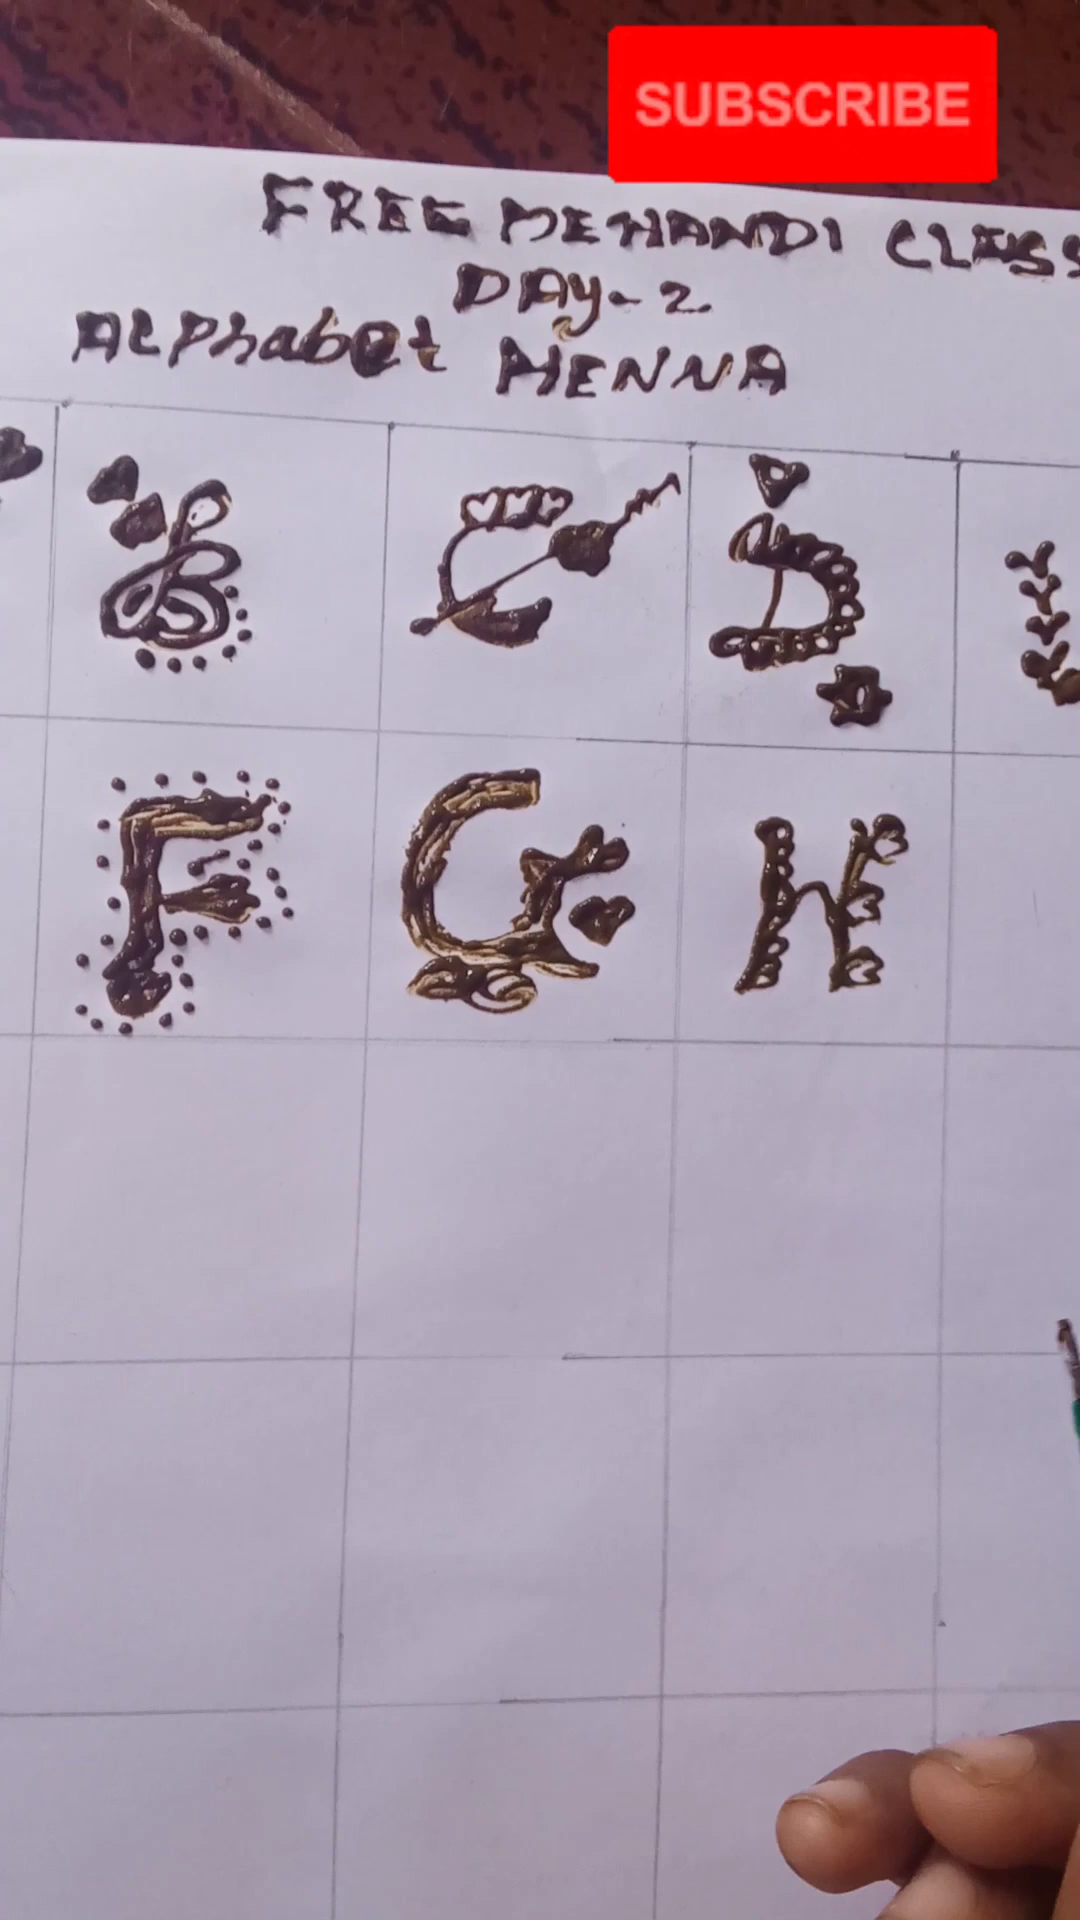 SUBSCRIBE
FREE MEHANDI CLASS
DAY-2
Alphabet HENNA
B C D
F G H